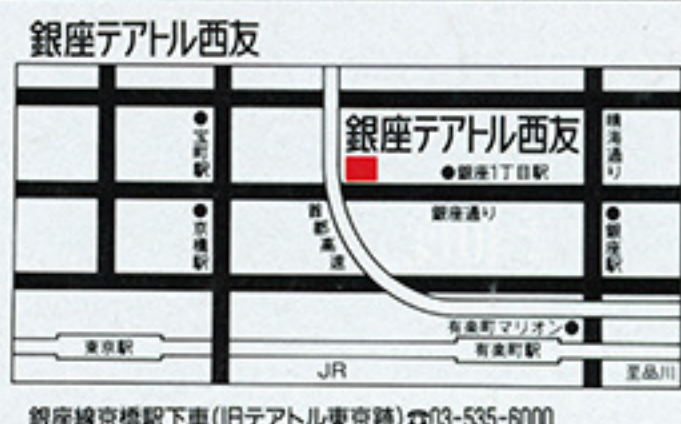 銀座テアトル西友
銀座テアトル西友
宝町駅
晴海通り
銀座1丁目駅
京橋駅
首都高速
銀座通り
銀座駅
有楽町マリオン
東京駅
有楽町駅
JR
至品川
銀座線京橋駅下車(旧テアトル東京跡)☎03-535-6000